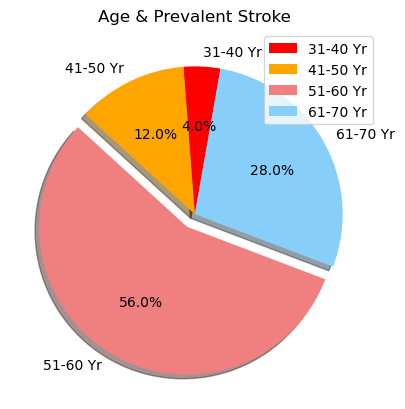 Age & Prevalent Stroke
31-40 Yr
41-50 Yr
51-60 Yr
61-70 Yr
31-40 Yr
41-50 Yr
61-70 Yr
4.0%
12.0%
28.0%
56.0%
51-60 Yr